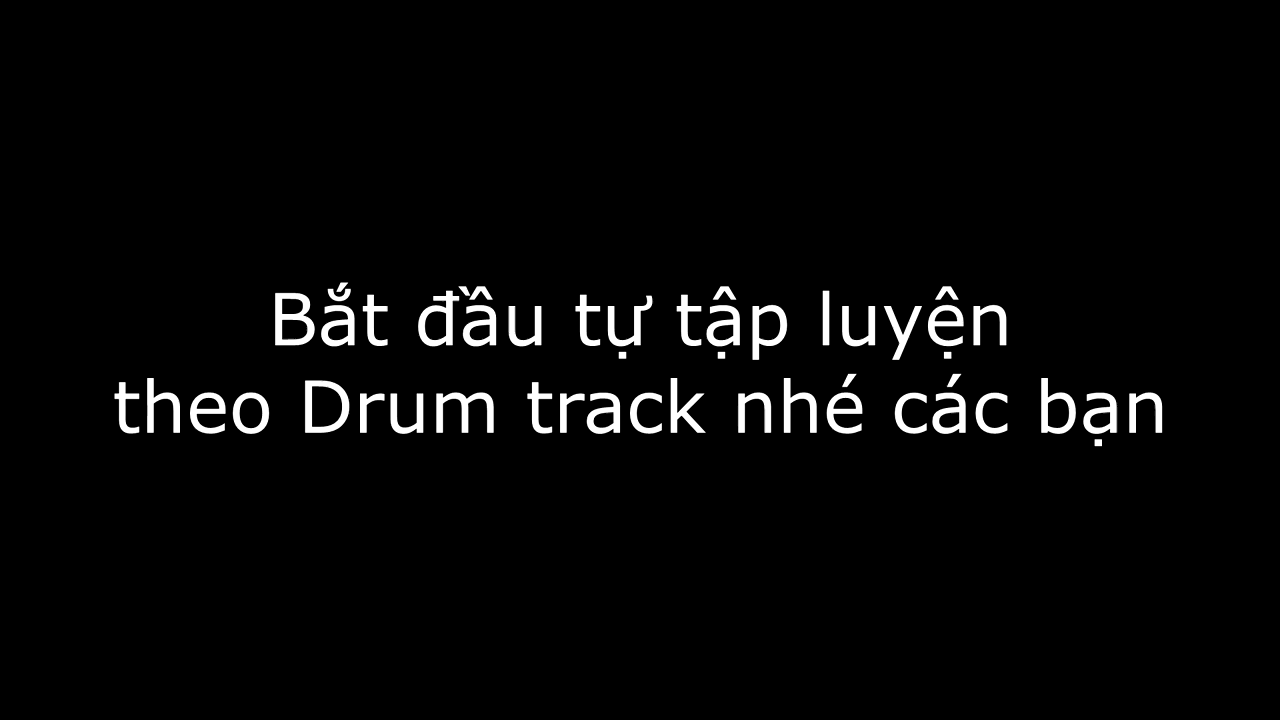 Bắt đầu tự tập luyện
theo Drum track nhé các bạn